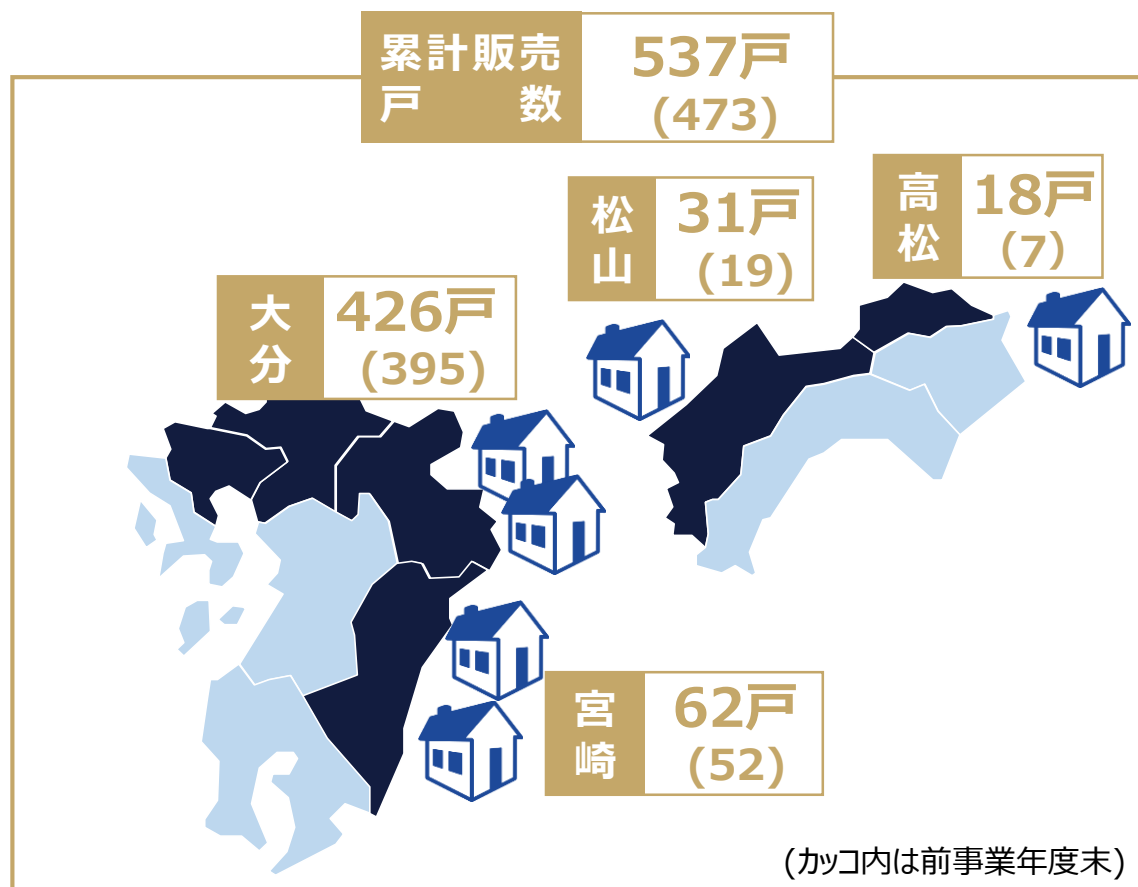 累計販売
戸数
537戸
(473)
高松
18戸
(7)
松山
31戸
(19)
大分
426戸
(395)
宮崎
62戸
(52)
(カッコ内は前事業年度末)